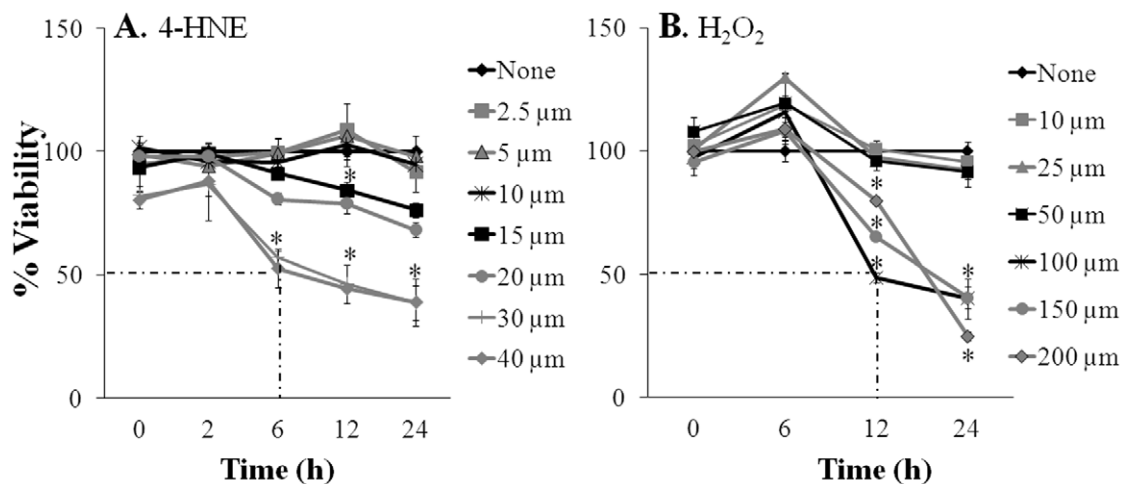 A. 4-HNE
% Viability
150
100
50
0
0 2 6 12 24
Time (h)
* * * *
None
2.5 µm
5 µm
10 µm
15 µm
20 µm
30 µm
40 µm
B. H₂O₂
150
100
50
0
0 6 12 24
Time (h)
* * * * *
None
10 µm
25 µm
50 µm
100 µm
150 µm
200 µm